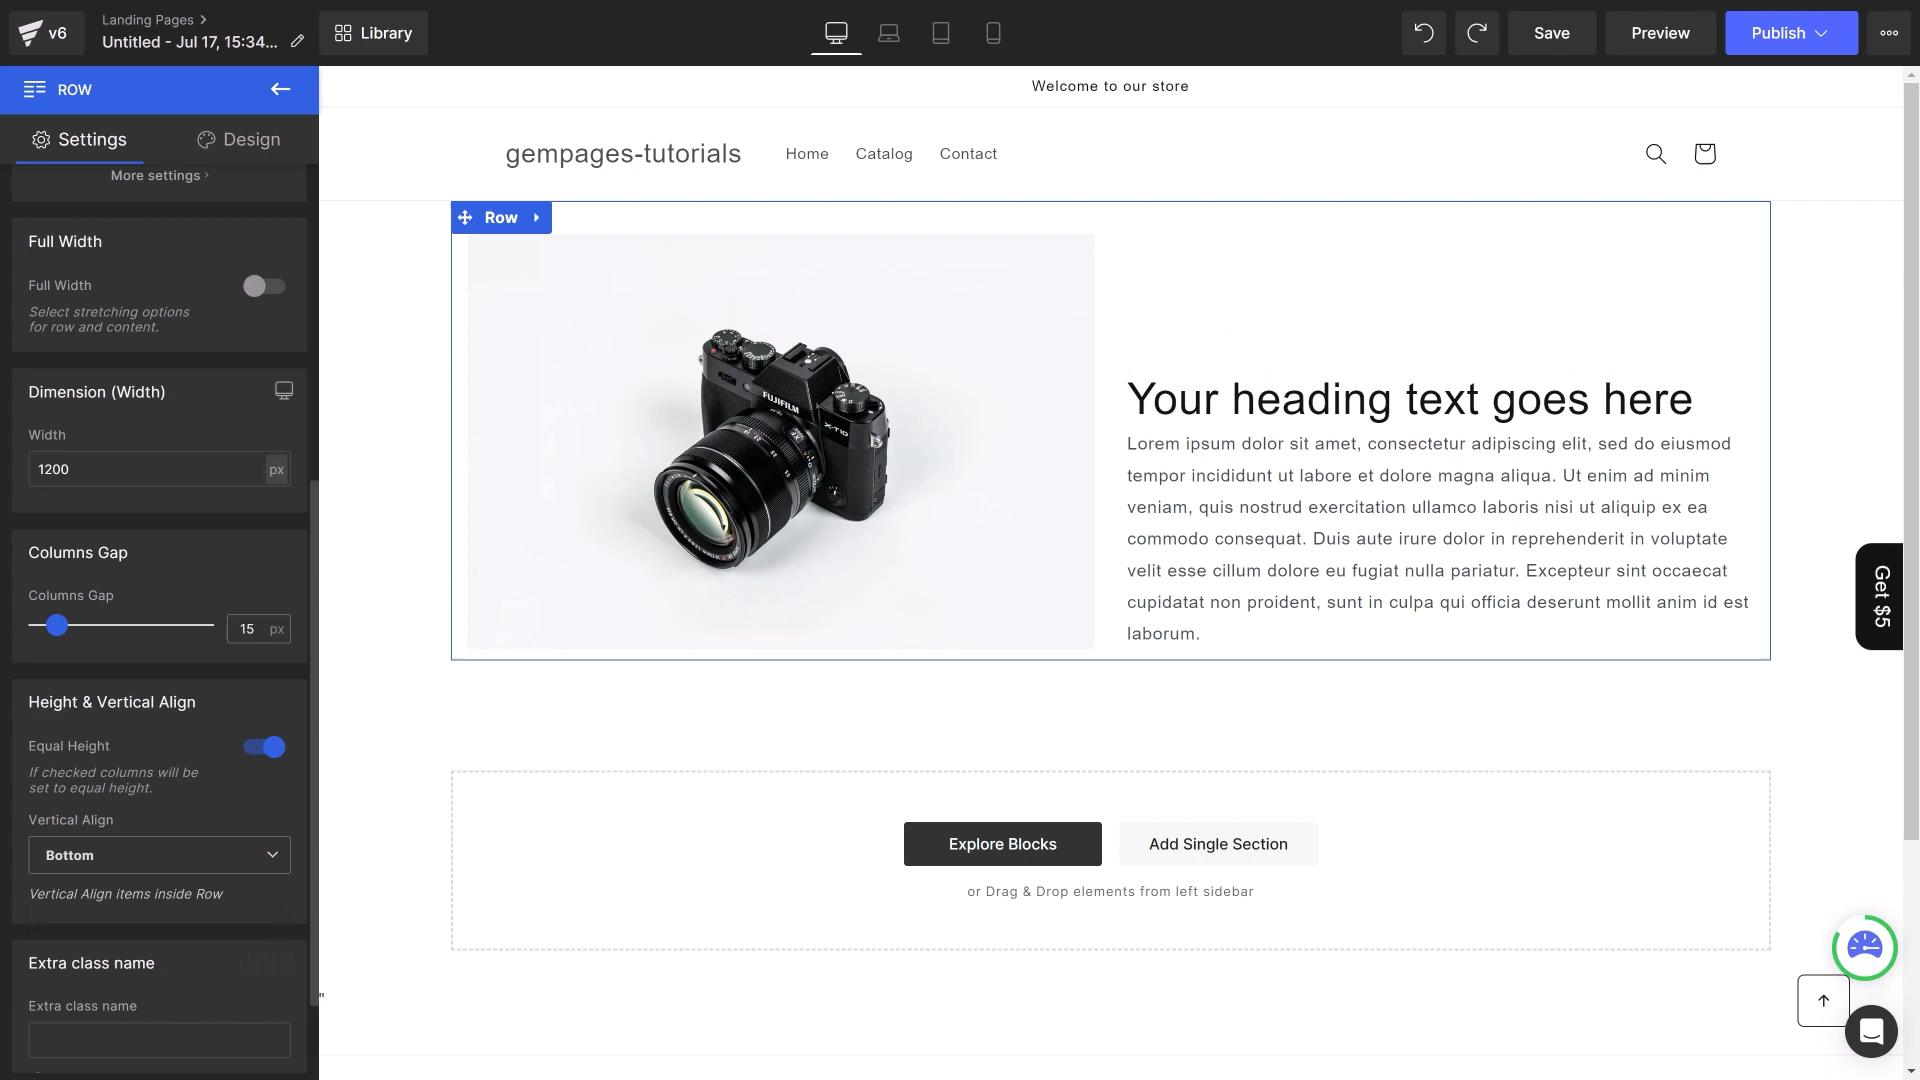 v6
Landing Pages
Untitled - Jul 17, 15:34...
Library
Save
Preview
Publish
ROW
Settings
Design
More settings
Full Width
Full Width
Select stretching options
for row and content.
Dimension (Width)
Width
1200
px
Columns Gap
Columns Gap
15
px
Height & Vertical Align
Equal Height
If checked columns will be
set to equal height.
Vertical Align
Bottom
Vertical Align items inside Row
Extra class name
Extra class name
Welcome to our store
gempages-tutorials
Home
Catalog
Contact
Row
FUJIFILM
X-T10
Your heading text goes here
Lorem ipsum dolor sit amet, consectetur adipiscing elit, sed do eiusmod
tempor incididunt ut labore et dolore magna aliqua. Ut enim ad minim
veniam, quis nostrud exercitation ullamco laboris nisi ut aliquip ex ea
commodo consequat. Duis aute irure dolor in reprehenderit in voluptate
velit esse cillum dolore eu fugiat nulla pariatur. Excepteur sint occaecat
cupidatat non proident, sunt in culpa qui officia deserunt mollit anim id est
laborum.
Get $5
Explore Blocks
Add Single Section
or Drag & Drop elements from left sidebar
"